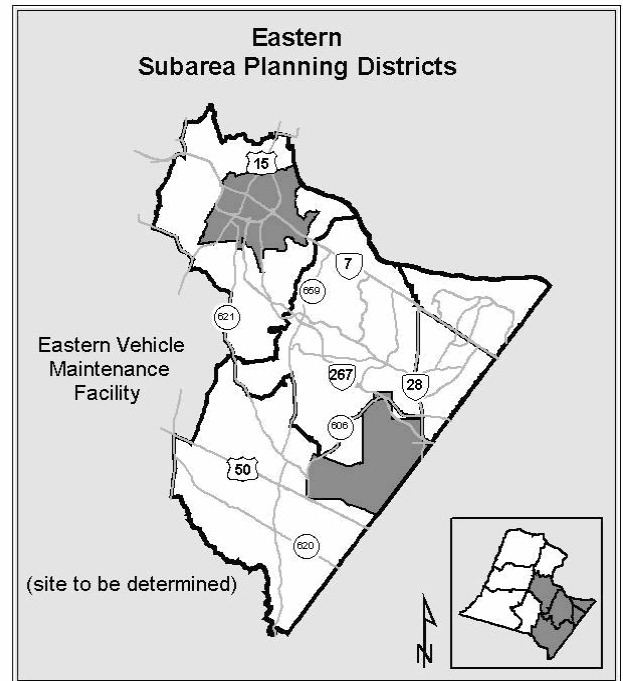 Eastern
Subarea Planning Districts
15
7
659
621
Eastern Vehicle
Maintenance
Facility
267
28
606
50
620
(site to be determined)
N